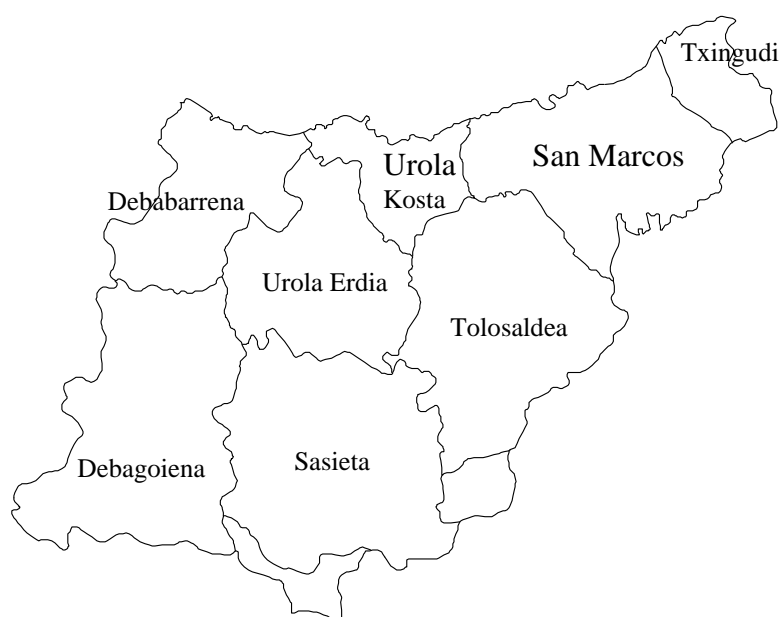 Txingudi
Urola
San Marcos
Debabarrena
Kosta
Urola Erdia
Tolosaldea
Debagoiena
Sasieta